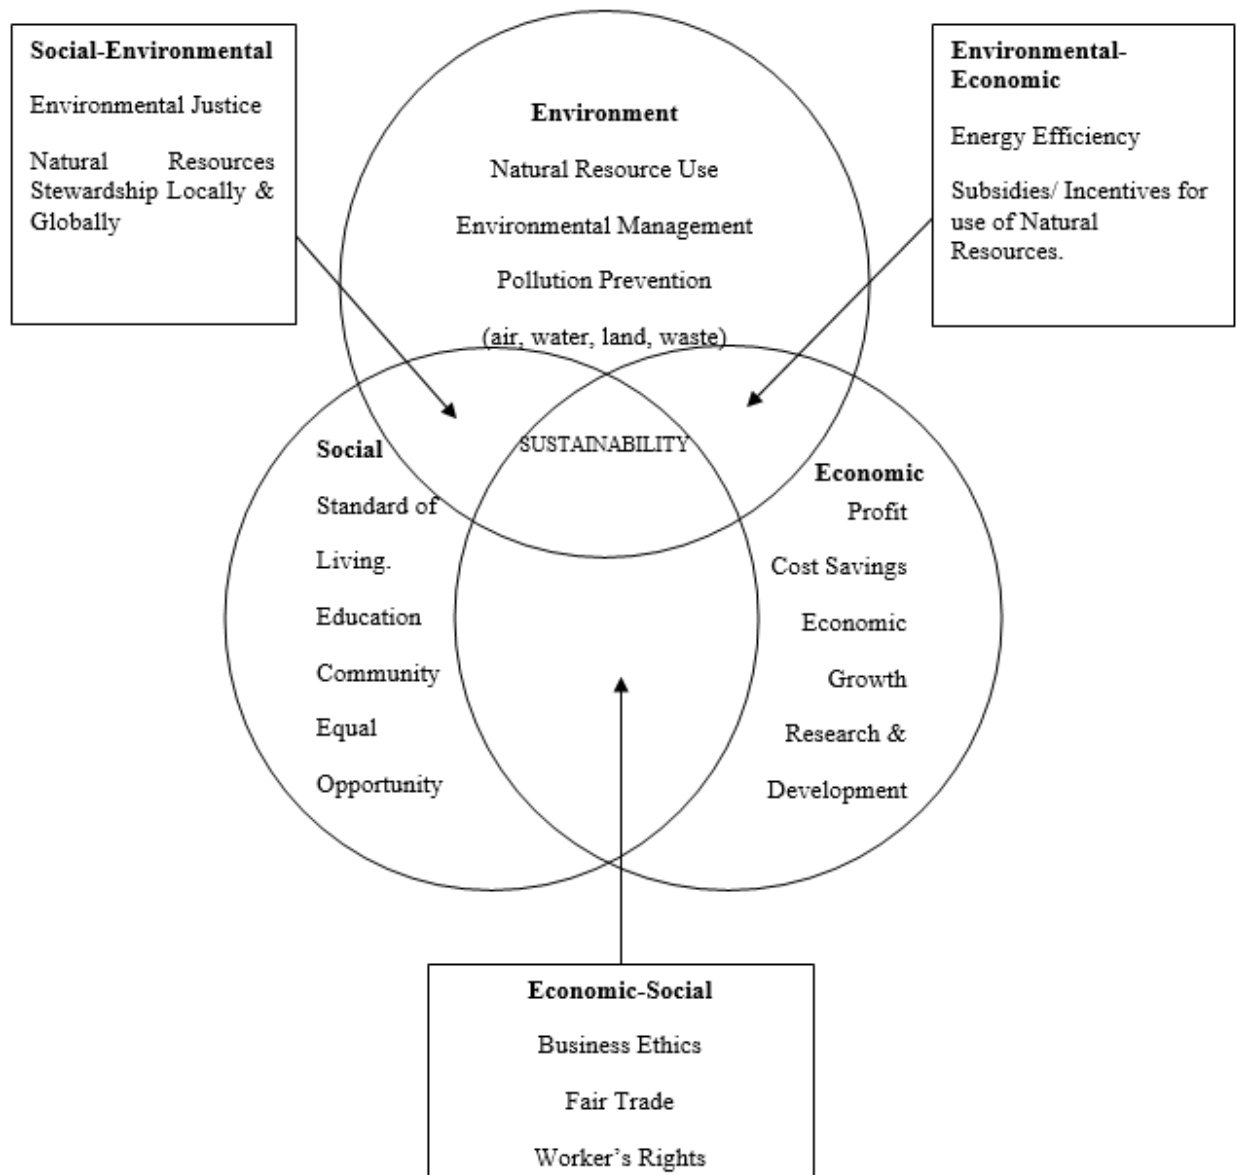 Social-Environmental
Environmental Justice
Natural Resources
Stewardship Locally &
Globally
Environment
Natural Resource Use
Environmental Management
Pollution Prevention
(air, water, land, waste)
Environmental-
Economic
Energy Efficiency
Subsidies/ Incentives for
use of Natural
Resources.
SUSTAINABILITY
Social
Standard of
Living.
Education
Community
Equal
Opportunity
Economic
Profit
Cost Savings
Economic
Growth
Research &
Development
Economic-Social
Business Ethics
Fair Trade
Worker’s Rights